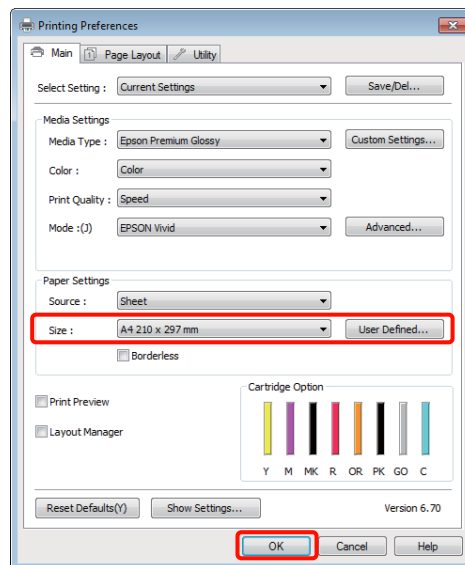 Printing Preferences
Main Page Layout Utility
Select Setting : Current Settings Save/Del...
Media Settings
Media Type : Epson Premium Glossy Custom Settings...
Color : Color
Print Quality : Speed
Mode :(J) EPSON Vivid Advanced...
Paper Settings
Source : Sheet
Size : A4 210 x 297 mm User Defined...
Borderless
Cartridge Option
Print Preview
Layout Manager
Y M MK R OR PK GO C
Reset Defaults(Y) Show Settings... Version 6.70
OK Cancel Help